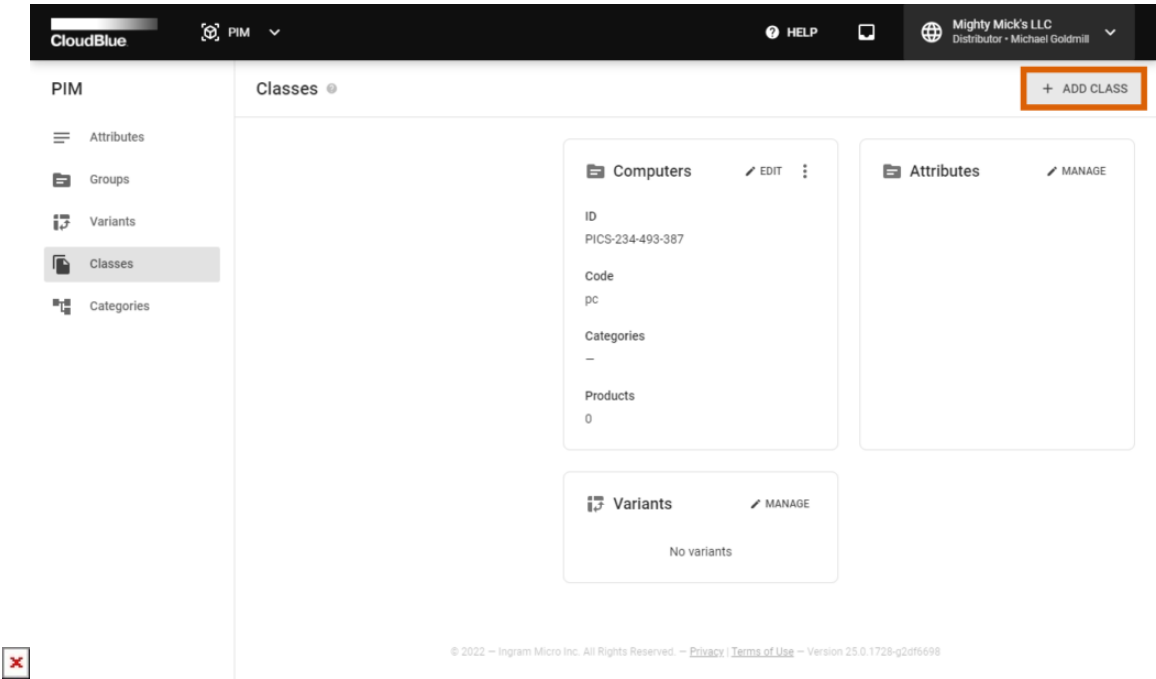 CloudBlue
PIM
HELP
Mighty Mick's LLC
Distributor • Michael Goldmill
PIM
Attributes
Groups
Variants
Classes
Categories
Classes
+ ADD CLASS
Computers
EDIT
ID
PICS-234-493-387
Code
pc
Categories
—
Products
0
Attributes
MANAGE
Variants
MANAGE
No variants
© 2022 — Ingram Micro Inc. All Rights Reserved. — Privacy | Terms of Use — Version 25.0.1728-g2df6698